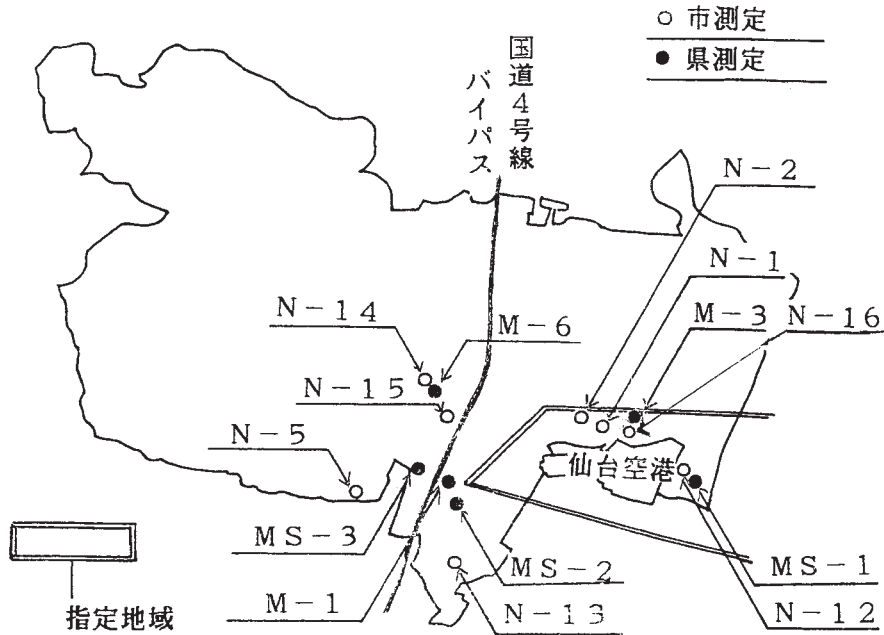 ○ 市測定
● 県測定
国道4号線
バイパス
N-2
N-1
M-3
N-16
N-14
M-6
N-15
N-5
仙台空港
MS-3
MS-2
MS-1
M-1
N-13
N-12
指定地域